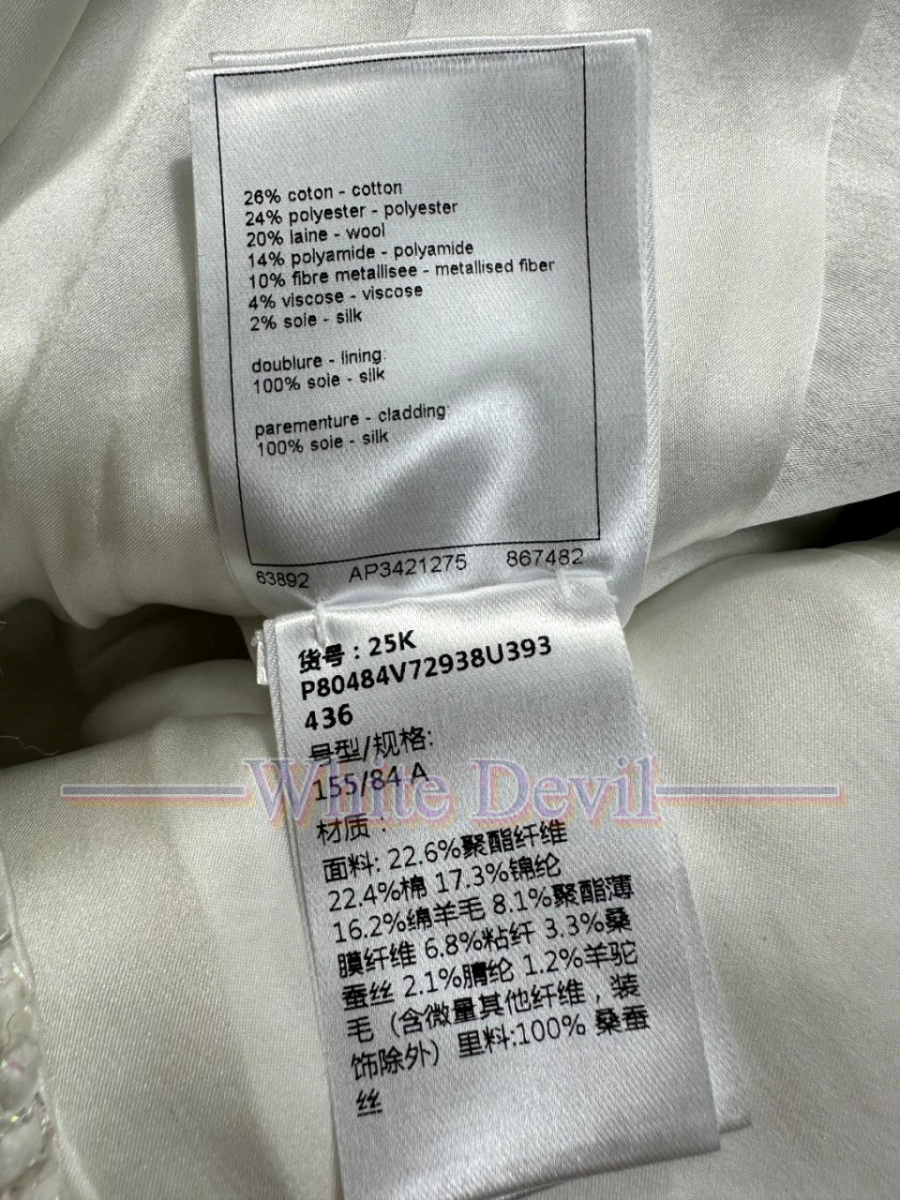 26% coton - cotton
24% polyester - polyester
20% laine - wool
14% polyamide - polyamide
10% fibre metallisee - metallised fiber
4% viscose - viscose
2% soie - silk
doublure - lining:
100% soie - silk
parementure - cladding:
100% soie - silk
63892 AP3421275 867482
货号：25K
P80484V72938U393
436
号型/规格:
155/84 A
White Devil
材质：
面料: 22.6%聚酯纤维
22.4%棉 17.3%锦纶
16.2%绵羊毛 8.1%聚酯薄
膜纤维 6.8%粘纤 3.3%桑
蚕丝 2.1%腈纶 1.2%羊驼
毛（含微量其他纤维，装
饰除外）里料:100% 桑蚕
丝